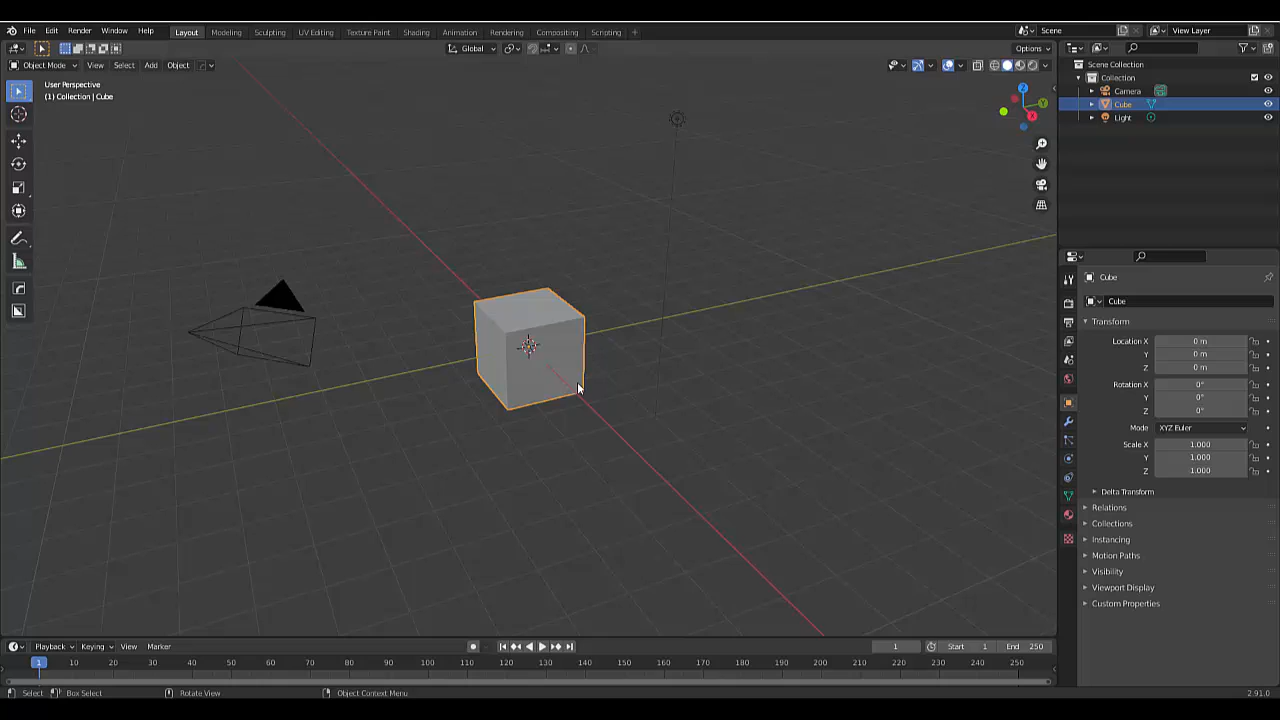 File Edit Render Window Help Layout Modeling Sculpting UV Editing Texture Paint Shading Animation Rendering Compositing Scripting + Scene View Layer
Global Options
Object Mode View Select Add Object
User Perspective
(1) Collection | Cube
Z
Y
X
Scene Collection
Collection
Camera
Cube
Light
Cube
Cube
Transform
Location X 0 m
Y 0 m
Z 0 m
Rotation X 0°
Y 0°
Z 0°
Mode XYZ Euler
Scale X 1.000
Y 1.000
Z 1.000
Delta Transform
Relations
Collections
Instancing
Motion Paths
Visibility
Viewport Display
Custom Properties
Playback Keying View Marker 1 Start 1 End 250
1 10 20 30 40 50 60 70 80 90 100 110 120 130 140 150 160 170 180 190 200 210 220 230 240 250
Select Box Select Rotate View Object Context Menu 2.91.0